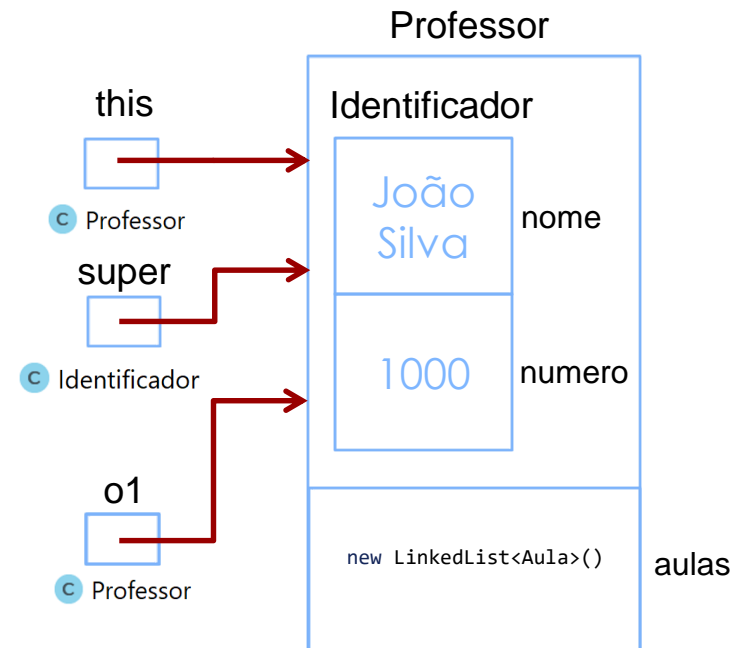 Professor
this
Identificador
João
Silva
nome
C Professor
super
1000
numero
C Identificador
o1
new LinkedList<Aula>()
aulas
C Professor